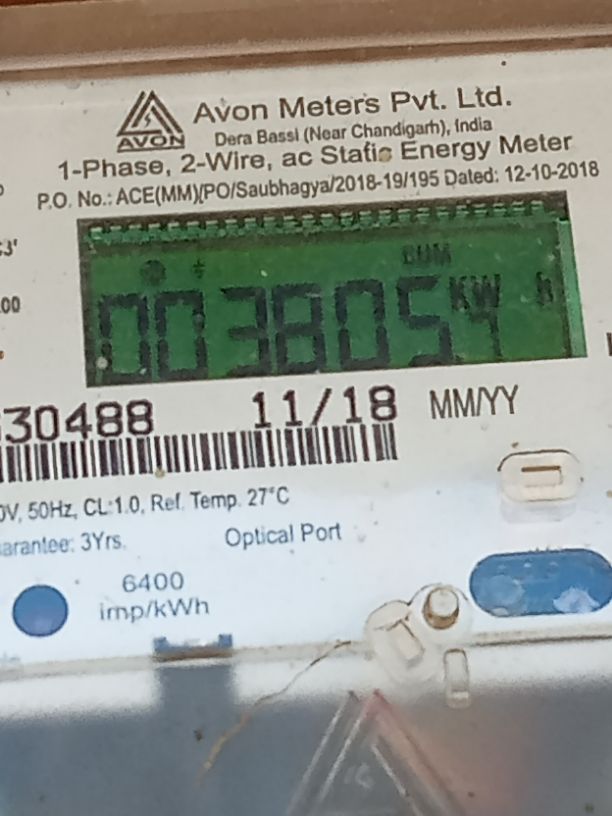 Avon Meters Pvt. Ltd.
AVON
Dera Bassi (Near Chandigarh), India
1-Phase, 2-Wire, ac Static Energy Meter
P.O. No.: ACE(MM)/PO/Saubhagya/2018-19/195 Dated: 12-10-2018
CUM
003805 KW h
30488 11/18 MM/YY
V, 50Hz, CL:1.0, Ref. Temp. 27°C
arantee: 3Yrs. Optical Port
6400
imp/kWh